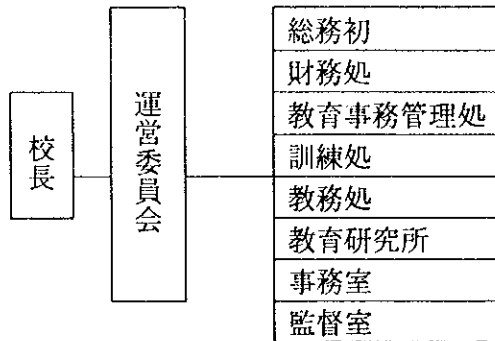 校長
運営委員会
総務初
財務処
教育事務管理処
訓練処
教務処
教育研究所
事務室
監督室